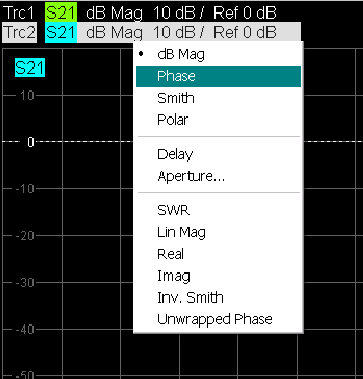 Trc1 S21 dB Mag 10 dB / Ref 0 dB
Trc2 S21 dB Mag 10 dB / Ref 0 dB
S21
• dB Mag
Phase
Smith
Polar
Delay
Aperture...
SWR
Lin Mag
Real
Imag
Inv. Smith
Unwrapped Phase
10
0
-10
-20
-30
-40
-50